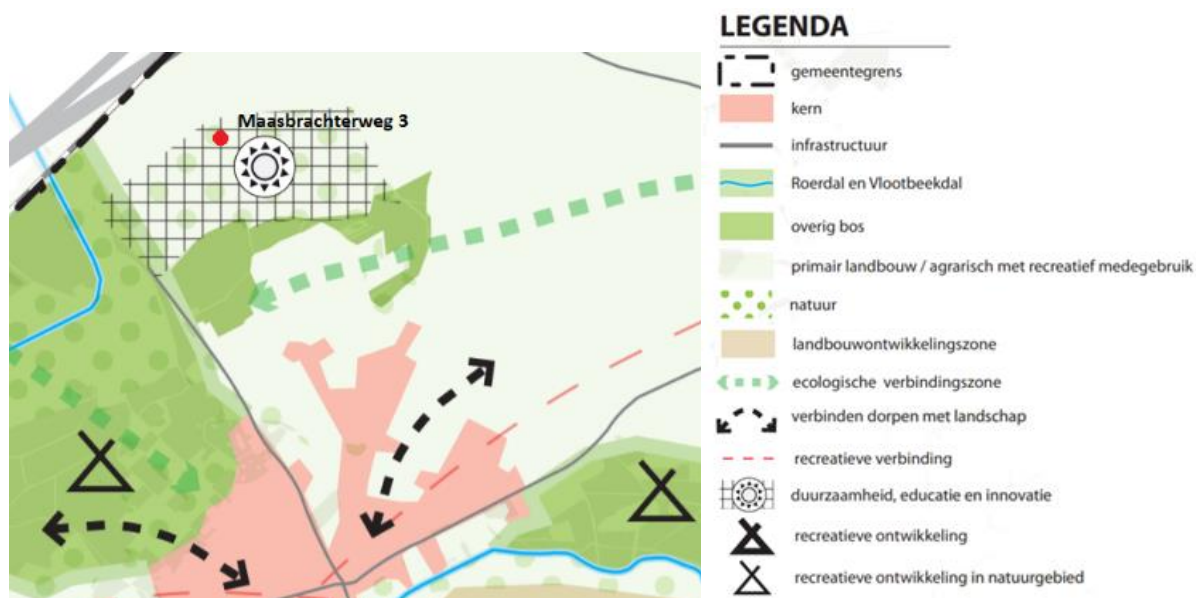 Maasbrachterweg 3
LEGENDA
gemeentegrens
kern
infrastructuur
Roerdal en Vlootbeekdal
overig bos
primair landbouw / agrarisch met recreatief medegebruik
natuur
landbouwontwikkelingszone
ecologische verbindingszone
verbinden dorpen met landschap
recreatieve verbinding
duurzaamheid, educatie en innovatie
recreatieve ontwikkeling
recreatieve ontwikkeling in natuurgebied